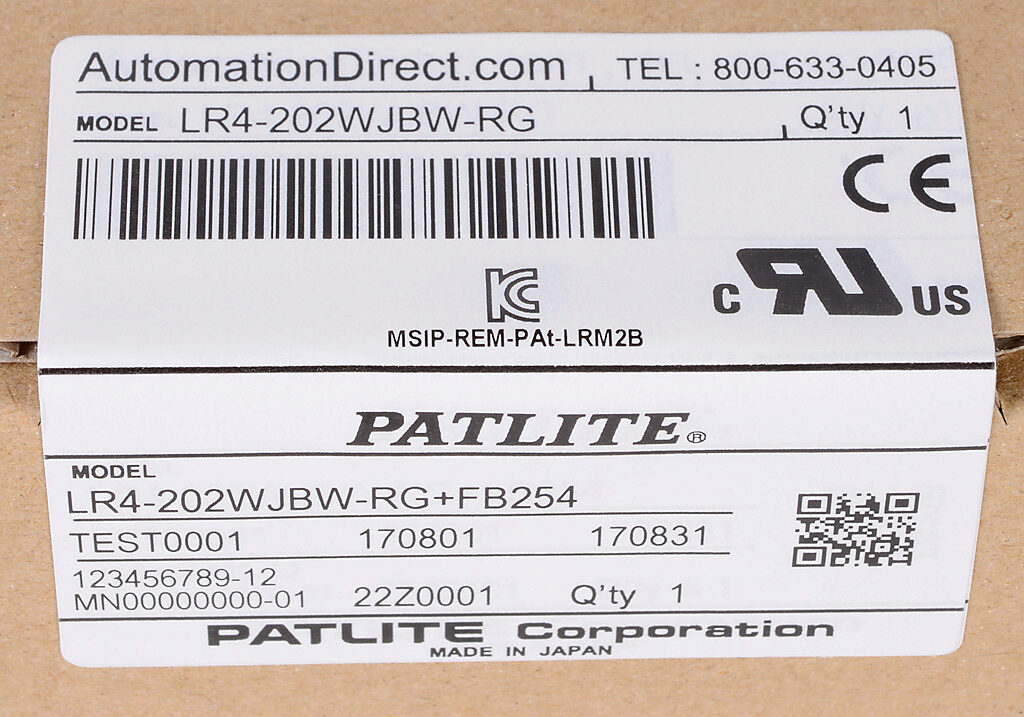 AutomationDirect.com TEL : 800-633-0405
MODEL LR4-202WJBW-RG Q'ty 1
CE
KC
C RU US
MSIP-REM-PAt-LRM2B
PATLITE®
MODEL
LR4-202WJBW-RG+FB254
TEST0001 170801 170831
123456789-12
MN00000000-01 22Z0001 Q'ty 1
PATLITE Corporation
MADE IN JAPAN